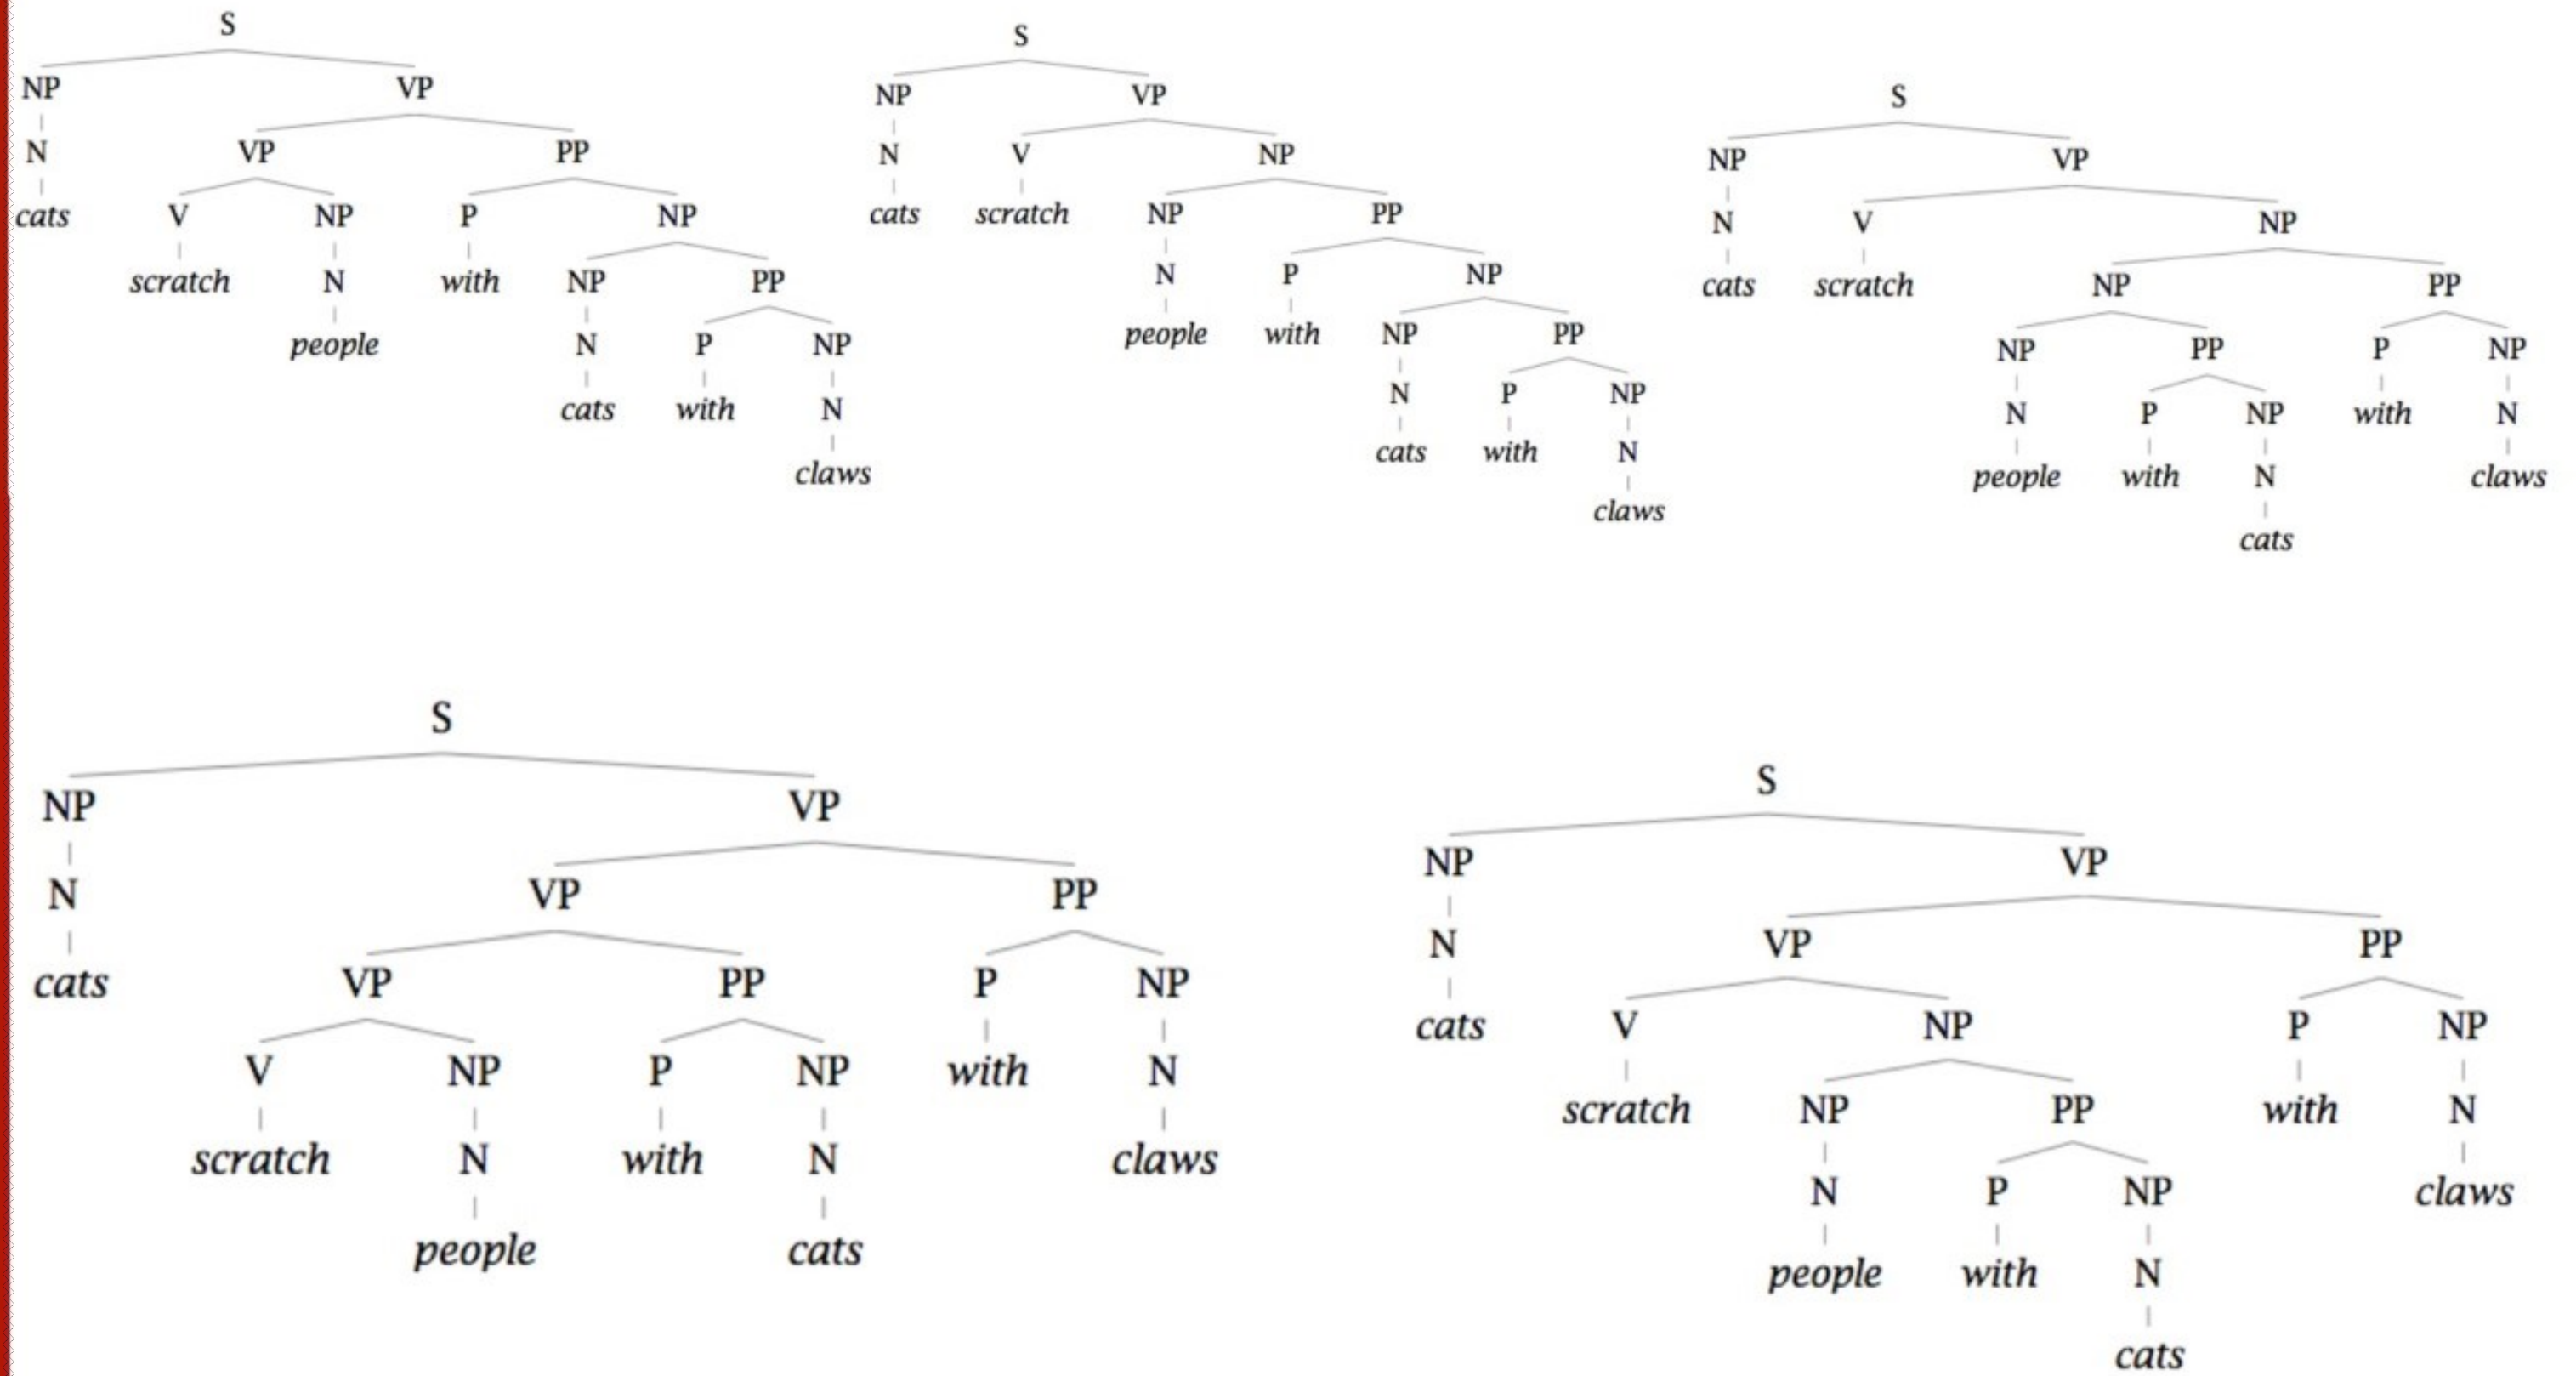 S
NP VP
N VP PP
cats V NP P NP
scratch N with NP PP
people N P NP
cats with N
claws
S
NP VP
N V NP
cats scratch NP PP
N P NP
people with NP PP
N P NP
cats with N
claws
S
NP VP
N V NP
cats scratch NP PP
NP PP P NP
N P NP with N
people with N claws
cats
S
NP VP
N VP PP
cats VP PP P NP
V NP P NP with N
scratch N with N claws
people cats
S
NP VP
N VP PP
cats V NP P NP
scratch NP PP with N
N P NP claws
people with N
cats